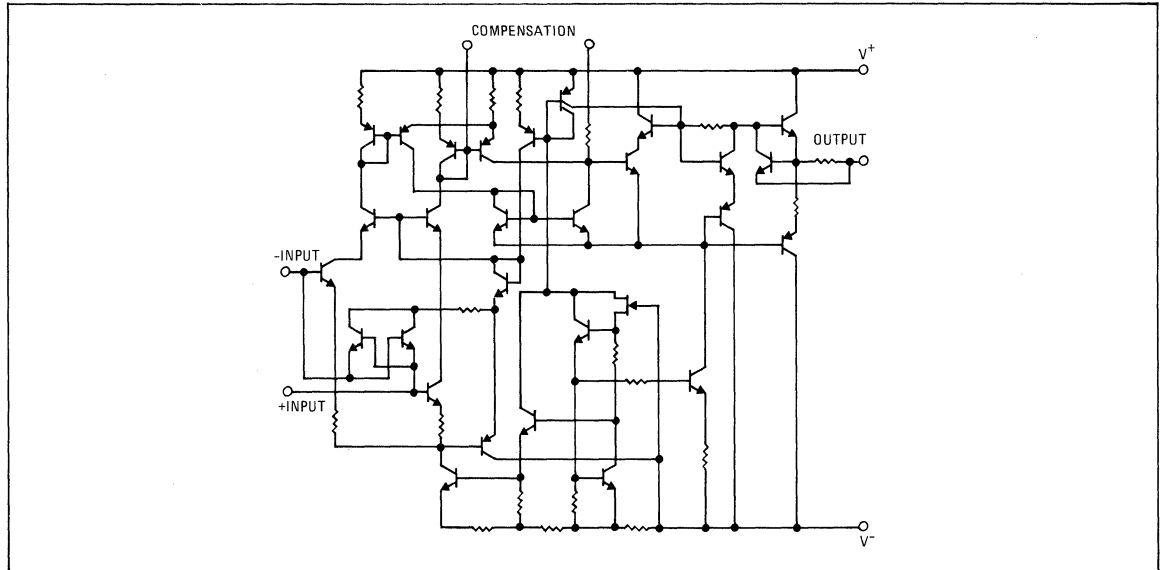 COMPENSATION
V+
OUTPUT
-INPUT
+INPUT
V-